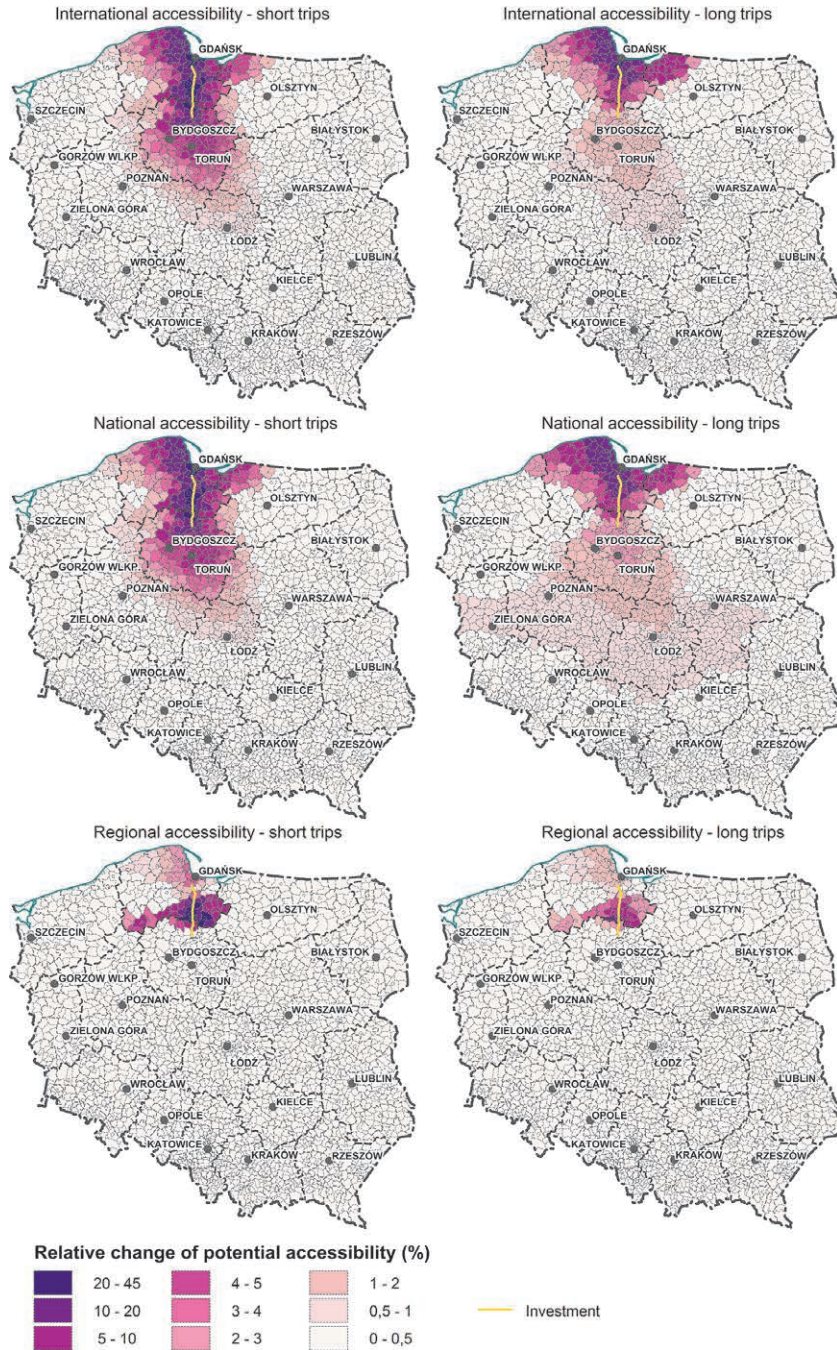 International accessibility - short trips
GDAŃSK
OLSZTYN
SZCZECIN
BYDGOSZCZ
BIAŁYSTOK
TORUŃ
GORZÓW WLKP.
POZNAŃ
WARSZAWA
ZIELONA GÓRA
ŁÓDŹ
WROCŁAW
LUBLIN
KIELCE
OPOLE
KATOWICE
KRAKÓW
RZESZÓW
International accessibility - long trips
GDAŃSK
OLSZTYN
SZCZECIN
BYDGOSZCZ
BIAŁYSTOK
TORUŃ
GORZÓW WLKP.
POZNAŃ
WARSZAWA
ZIELONA GÓRA
ŁÓDŹ
WROCŁAW
LUBLIN
KIELCE
OPOLE
KATOWICE
KRAKÓW
RZESZÓW
National accessibility - short trips
GDAŃSK
OLSZTYN
SZCZECIN
BYDGOSZCZ
BIAŁYSTOK
TORUŃ
GORZÓW WLKP.
POZNAŃ
WARSZAWA
ZIELONA GÓRA
ŁÓDŹ
WROCŁAW
LUBLIN
KIELCE
OPOLE
KATOWICE
KRAKÓW
RZESZÓW
National accessibility - long trips
GDAŃSK
OLSZTYN
SZCZECIN
BYDGOSZCZ
BIAŁYSTOK
TORUŃ
GORZÓW WLKP.
POZNAŃ
WARSZAWA
ZIELONA GÓRA
ŁÓDŹ
WROCŁAW
LUBLIN
KIELCE
OPOLE
KATOWICE
KRAKÓW
RZESZÓW
Regional accessibility - short trips
GDAŃSK
OLSZTYN
SZCZECIN
BYDGOSZCZ
BIAŁYSTOK
TORUŃ
GORZÓW WLKP.
POZNAŃ
WARSZAWA
ZIELONA GÓRA
ŁÓDŹ
WROCŁAW
LUBLIN
KIELCE
OPOLE
KATOWICE
KRAKÓW
RZESZÓW
Regional accessibility - long trips
GDAŃSK
OLSZTYN
SZCZECIN
BYDGOSZCZ
BIAŁYSTOK
TORUŃ
GORZÓW WLKP.
POZNAŃ
WARSZAWA
ZIELONA GÓRA
ŁÓDŹ
WROCŁAW
LUBLIN
KIELCE
OPOLE
KATOWICE
KRAKÓW
RZESZÓW
Relative change of potential accessibility (%)
20 - 45
10 - 20
5 - 10
4 - 5
3 - 4
2 - 3
1 - 2
0,5 - 1
0 - 0,5
Investment